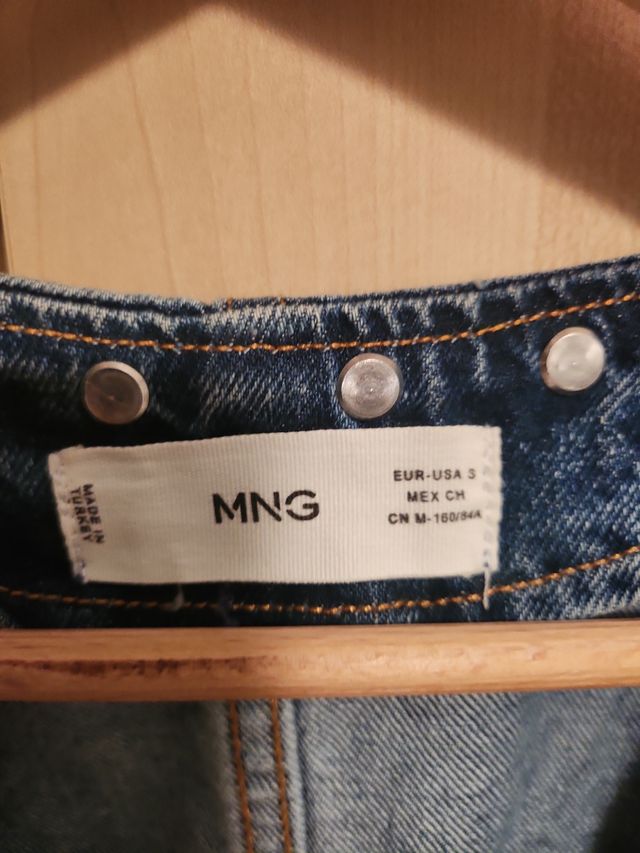 MADE IN
TURKEY
MNG
EUR-USA S
MEX CH
CN M-160/84A